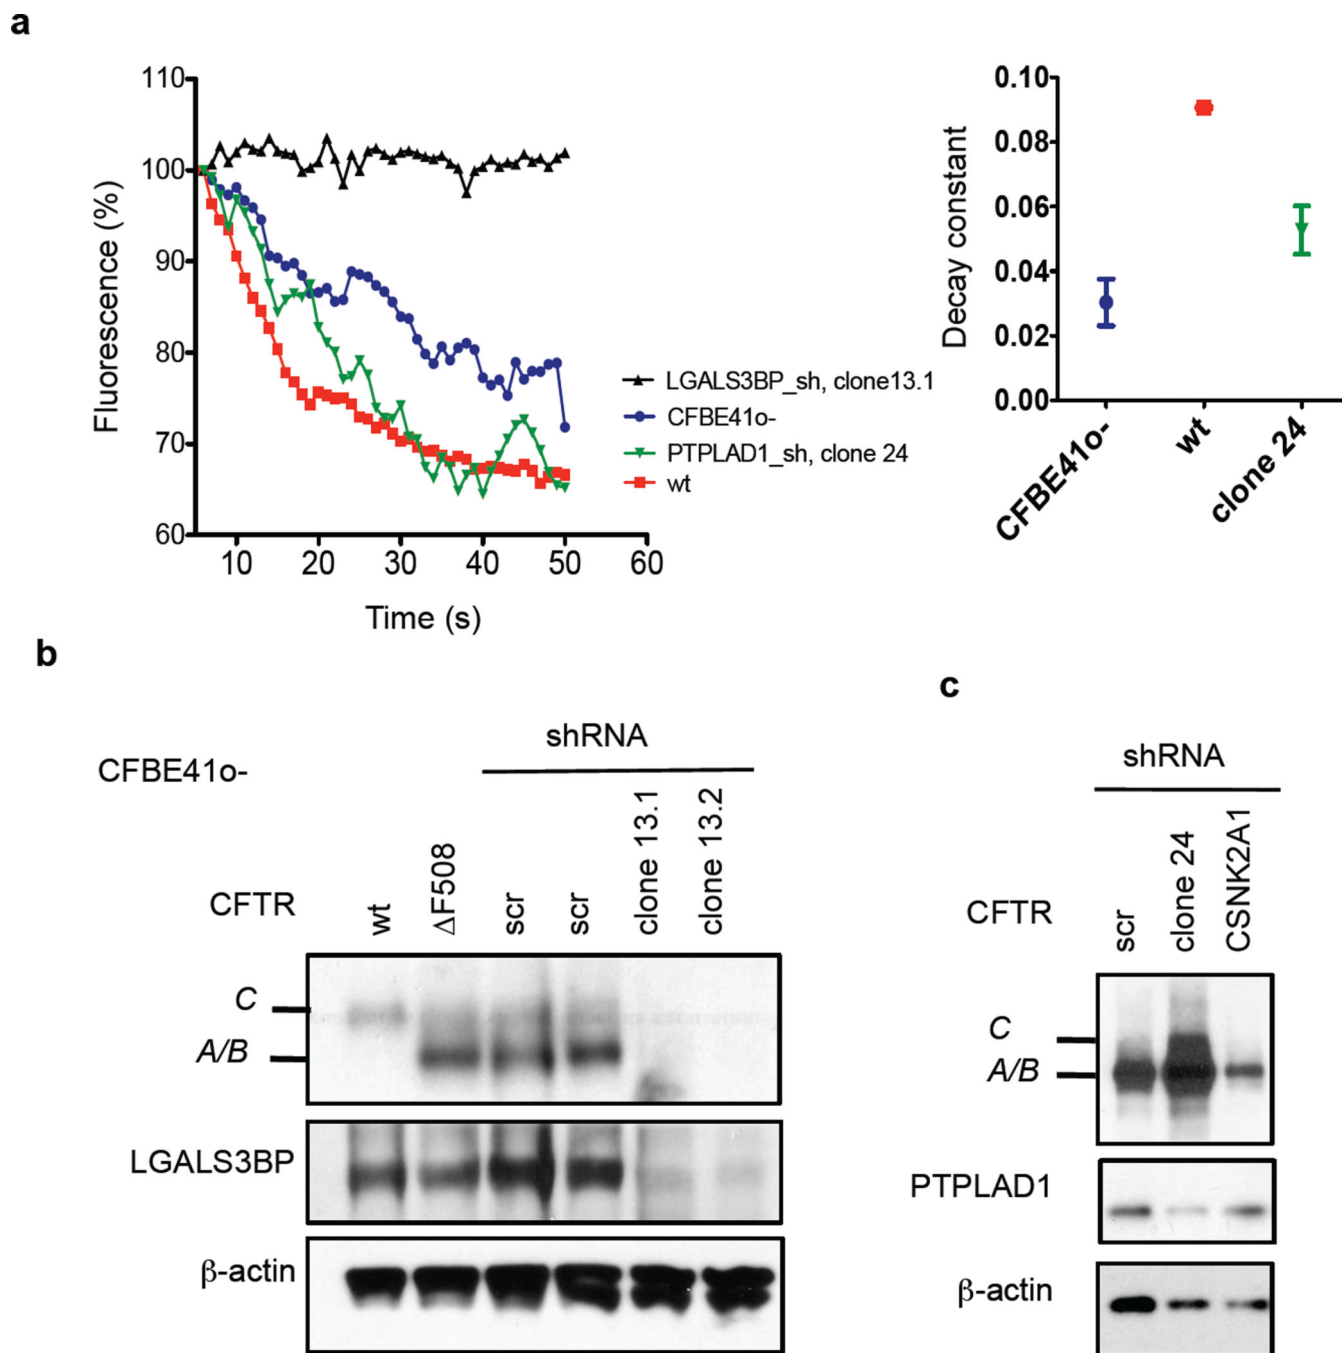 a
110
100
90
80
70
60
Fluorescence (%)
10 20 30 40 50 60
Time (s)
LGALS3BP_sh, clone13.1
CFBE41o-
PTPLAD1_sh, clone 24
wt
0.10
0.08
0.06
0.04
0.02
0.00
Decay constant
CFBE41o-
wt
clone 24
b
CFBE41o-
shRNA
CFTR
wt
ΔF508
scr
scr
clone 13.1
clone 13.2
C
A/B
LGALS3BP
β-actin
c
shRNA
CFTR
scr
clone 24
CSNK2A1
C
A/B
PTPLAD1
β-actin